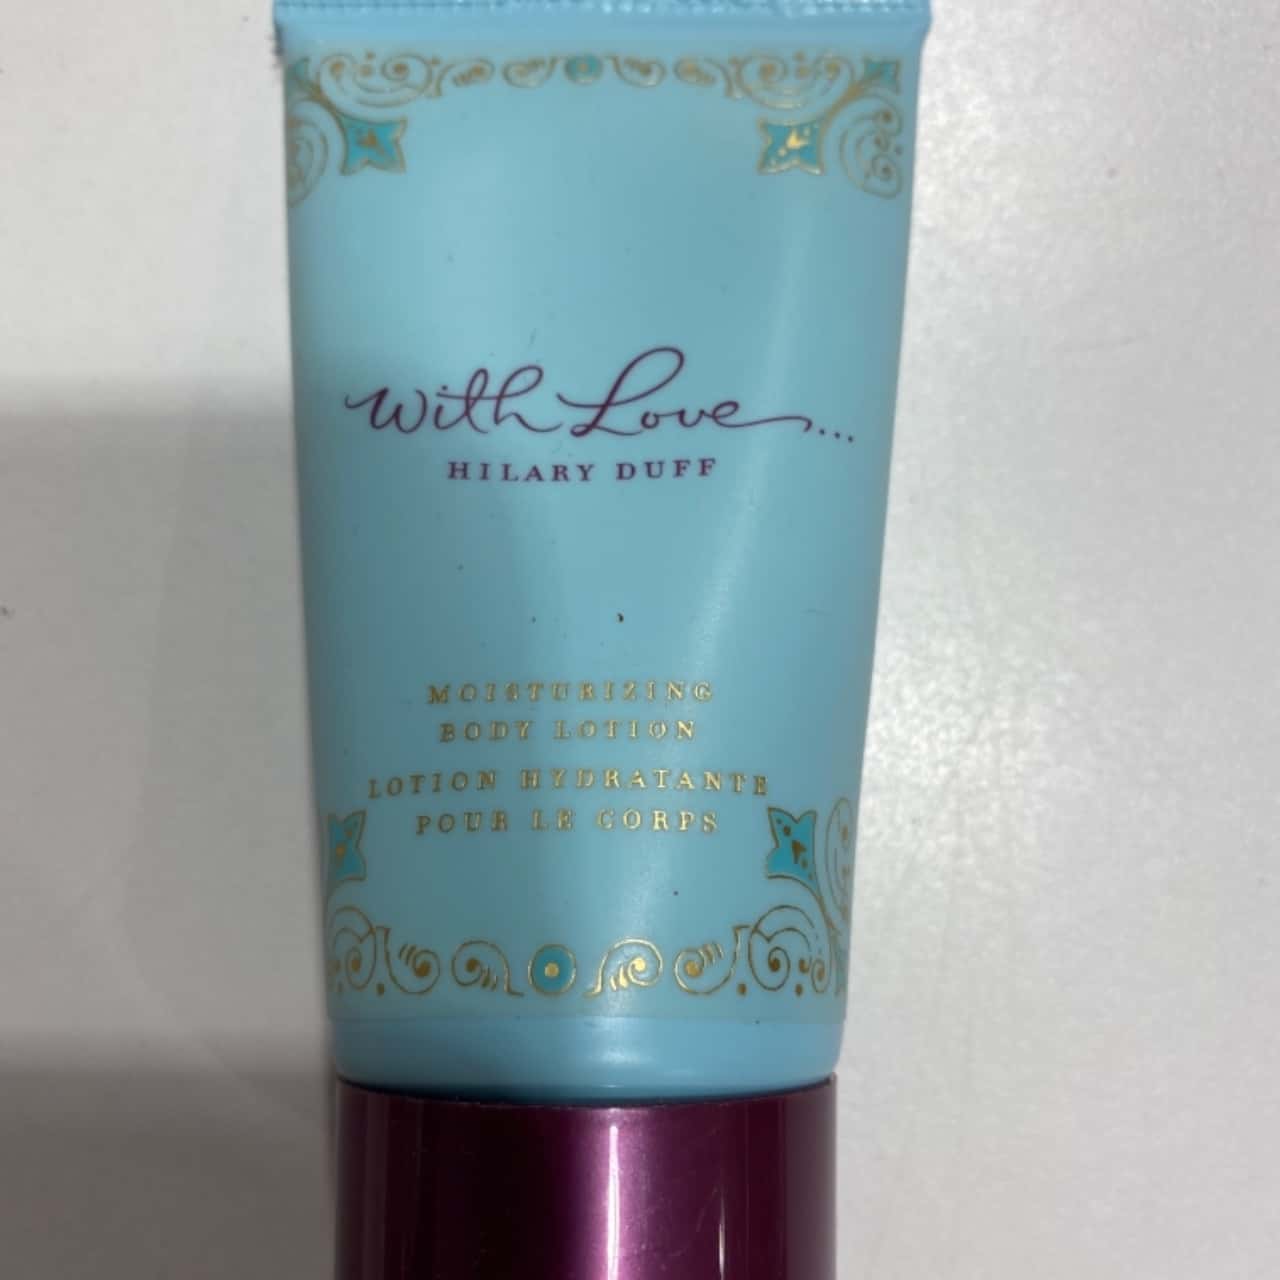 with Love...
HILARY DUFF
MOISTURIZING
BODY LOTION
LOTION HYDRATANTE
POUR LE CORPS